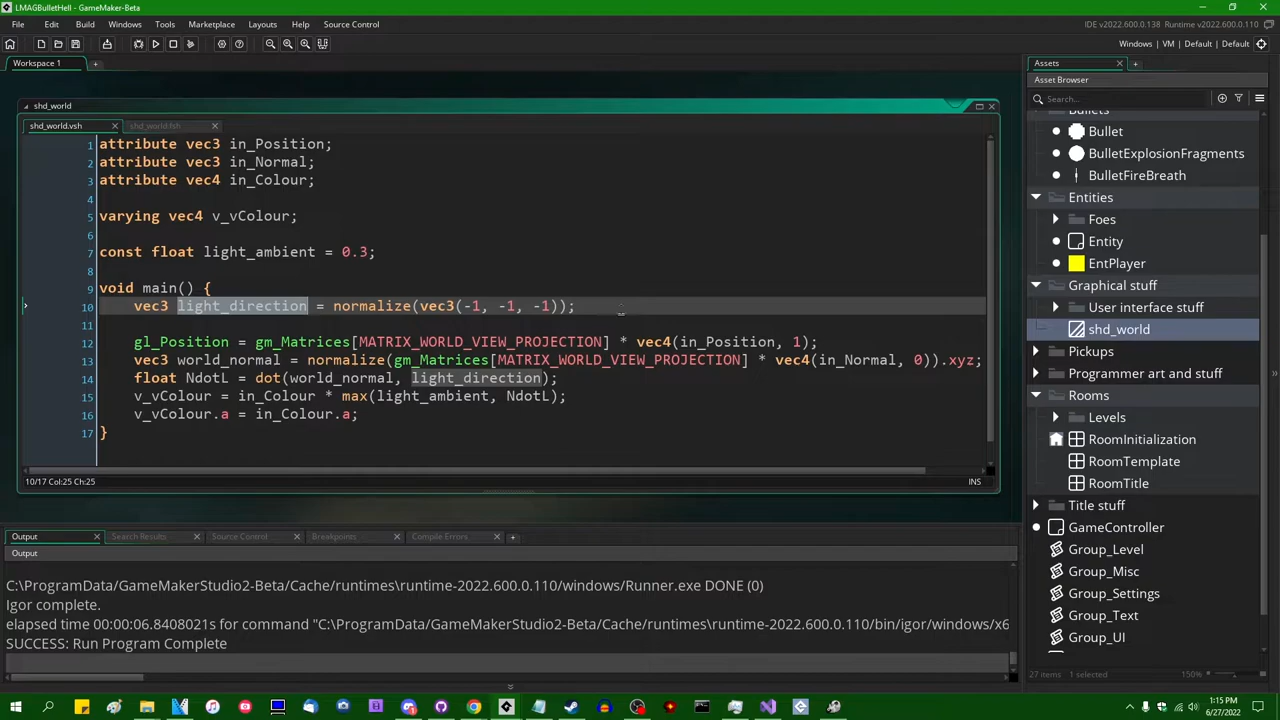 LMAGBulletHell - GameMaker-Beta
File Edit Build Windows Tools Marketplace Layouts Help Source Control
IDE v2022.600.0.138 Runtime v2022.600.0.110
Windows | VM | Default | Default
Workspace 1
shd_world
shd_world.vsh shd_world.fsh
1 attribute vec3 in_Position;
2 attribute vec3 in_Normal;
3 attribute vec4 in_Colour;
4
5 varying vec4 v_vColour;
6
7 const float light_ambient = 0.3;
8
9 void main() {
10 vec3 light_direction = normalize(vec3(-1, -1, -1));
11
12 gl_Position = gm_Matrices[MATRIX_WORLD_VIEW_PROJECTION] * vec4(in_Position, 1);
13 vec3 world_normal = normalize(gm_Matrices[MATRIX_WORLD_VIEW_PROJECTION] * vec4(in_Normal, 0)).xyz;
14 float NdotL = dot(world_normal, light_direction);
15 v_vColour = in_Colour * max(light_ambient, NdotL);
16 v_vColour.a = in_Colour.a;
17 }
10/17 Col:25 Ch:25 INS
Output Search Results Source Control Breakpoints Compile Errors
Output
C:\ProgramData/GameMakerStudio2-Beta/Cache/runtimes\runtime-2022.600.0.110/windows/Runner.exe DONE (0)
Igor complete.
elapsed time 00:00:06.8408021s for command "C:\ProgramData/GameMakerStudio2-Beta/Cache/runtimes\runtime-2022.600.0.110/bin/igor/windows/x6
SUCCESS: Run Program Complete
Assets
Asset Browser
Search...
Bullets
Bullet
BulletExplosionFragments
BulletFireBreath
Entities
Foes
Entity
EntPlayer
Graphical stuff
User interface stuff
shd_world
Pickups
Programmer art and stuff
Rooms
Levels
RoomInitialization
RoomTemplate
RoomTitle
Title stuff
GameController
Group_Level
Group_Misc
Group_Settings
Group_Text
Group_UI
27 items 1 selected 150%
1:15 PM
6/27/2022